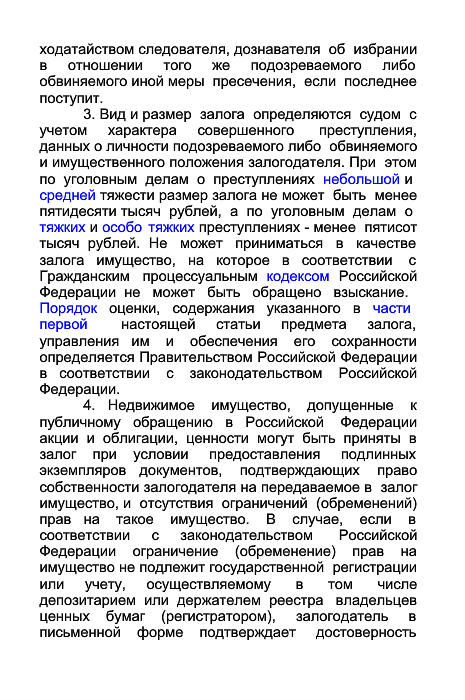 ходатайством следователя, дознавателя об избрании
в отношении того же подозреваемого либо
обвиняемого иной меры пресечения, если последнее
поступит.
3. Вид и размер залога определяются судом с
учетом характера совершенного преступления,
данных о личности подозреваемого либо обвиняемого
и имущественного положения залогодателя. При этом
по уголовным делам о преступлениях небольшой и
средней тяжести размер залога не может быть менее
пятидесяти тысяч рублей, а по уголовным делам о
тяжких и особо тяжких преступлениях - менее пятисот
тысяч рублей. Не может приниматься в качестве
залога имущество, на которое в соответствии с
Гражданским процессуальным кодексом Российской
Федерации не может быть обращено взыскание.
Порядок оценки, содержания указанного в части
первой настоящей статьи предмета залога,
управления им и обеспечения его сохранности
определяется Правительством Российской Федерации
в соответствии с законодательством Российской
Федерации.
4. Недвижимое имущество, допущенные к
публичному обращению в Российской Федерации
акции и облигации, ценности могут быть приняты в
залог при условии предоставления подлинных
экземпляров документов, подтверждающих право
собственности залогодателя на передаваемое в залог
имущество, и отсутствия ограничений (обременений)
прав на такое имущество. В случае, если в
соответствии с законодательством Российской
Федерации ограничение (обременение) прав на
имущество не подлежит государственной регистрации
или учету, осуществляемому в том числе
депозитарием или держателем реестра владельцев
ценных бумаг (регистратором), залогодатель в
письменной форме подтверждает достоверность